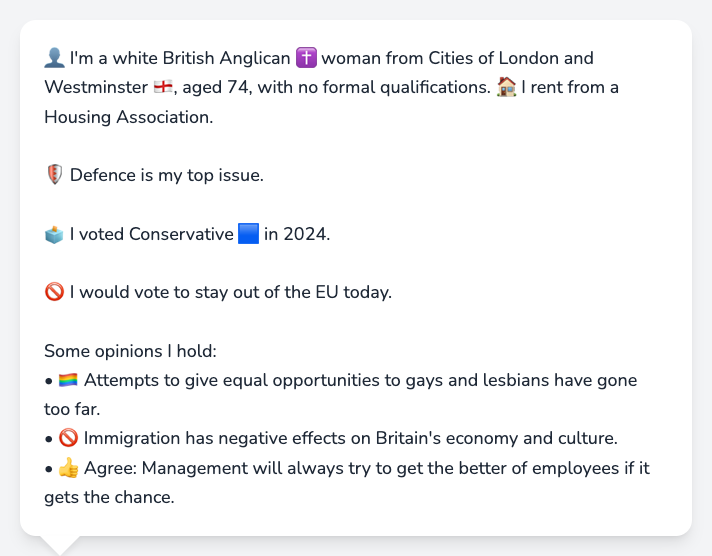 👤 I'm a white British Anglican ✝️ woman from Cities of London and
Westminster 🏴󠁧󠁢󠁥󠁮󠁧󠁿, aged 74, with no formal qualifications. 🏠 I rent from a
Housing Association.
🛡️ Defence is my top issue.
🗳️ I voted Conservative 🟦 in 2024.
🚫 I would vote to stay out of the EU today.
Some opinions I hold:
• 🏳️‍🌈 Attempts to give equal opportunities to gays and lesbians have gone
too far.
• 🚫 Immigration has negative effects on Britain's economy and culture.
• 👍 Agree: Management will always try to get the better of employees if it
gets the chance.